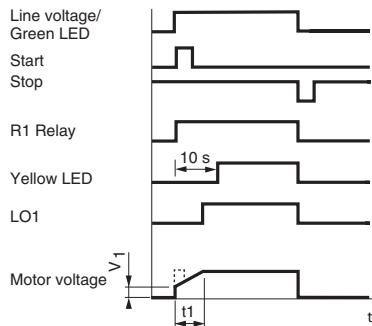 Line voltage/
Green LED
Start
Stop
R1 Relay
10 s
Yellow LED
LO1
V1
Motor voltage
t1
t